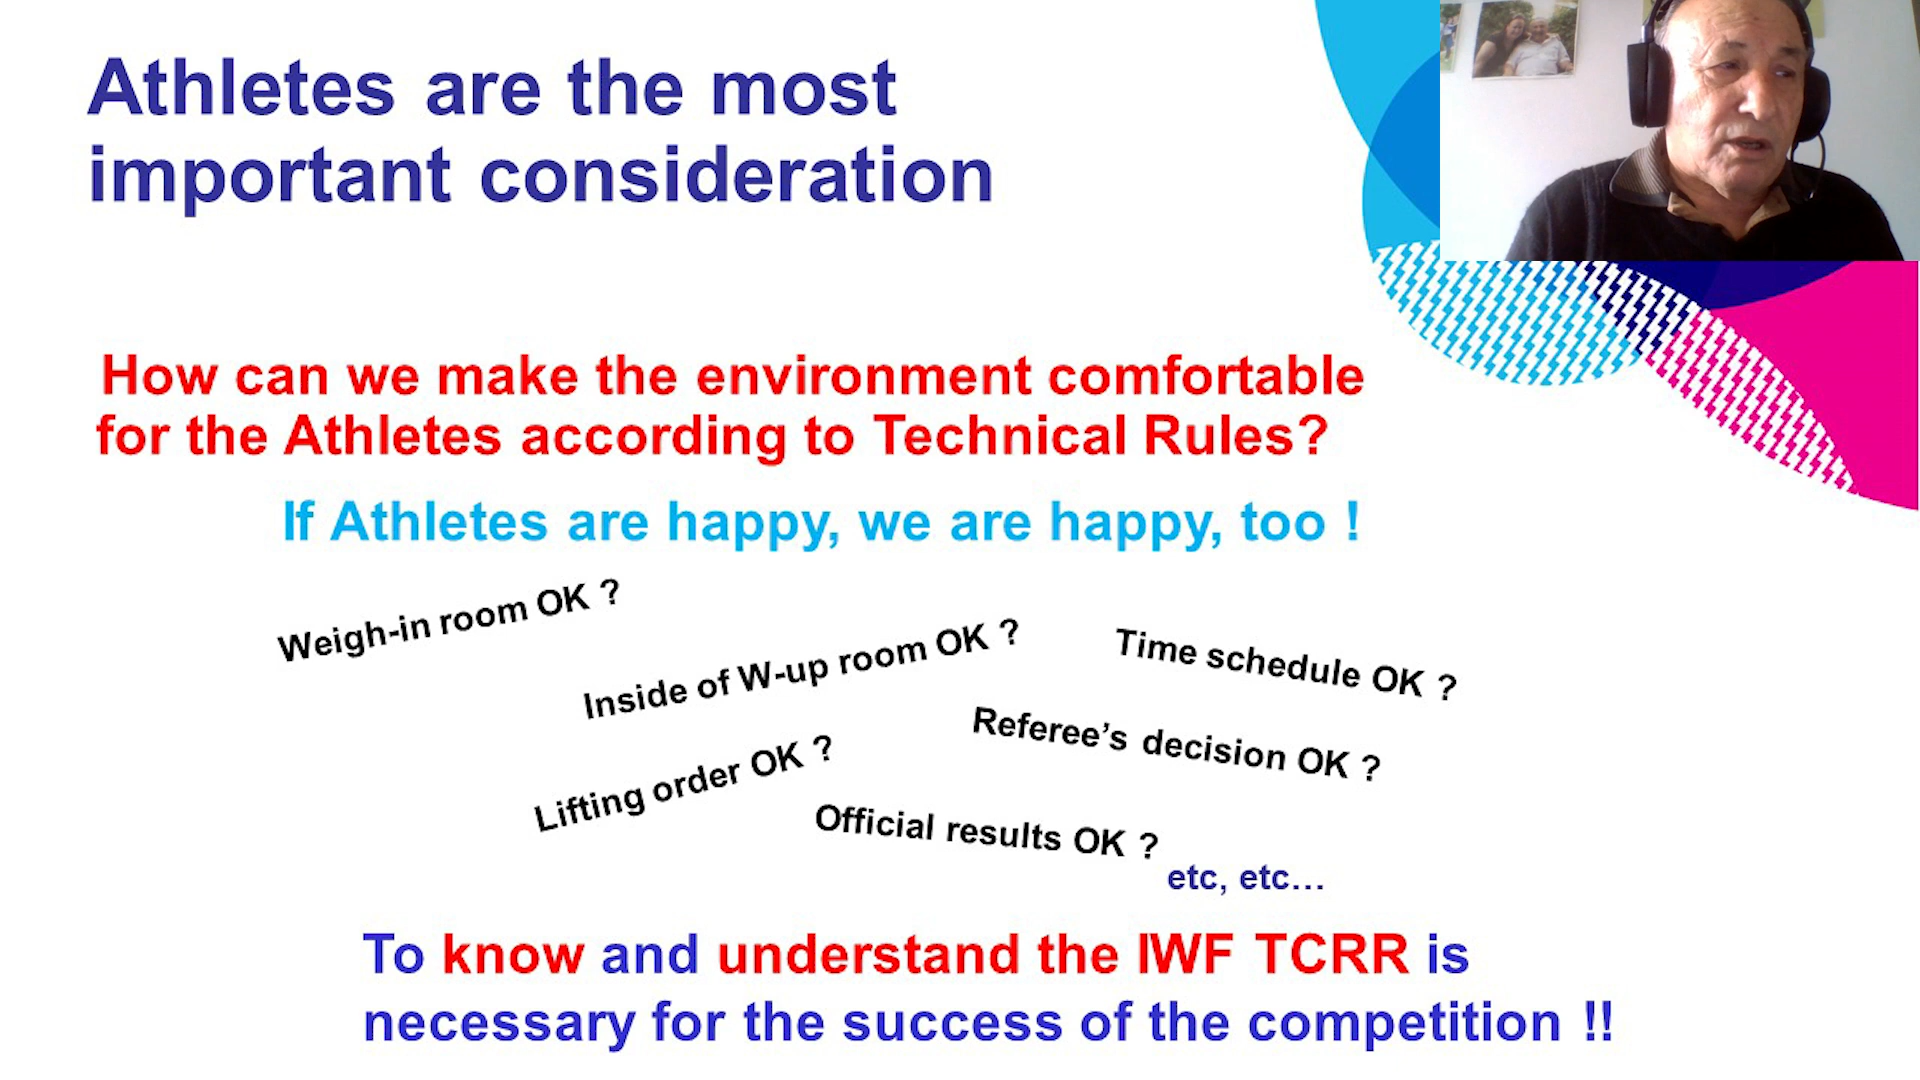 Athletes are the most
important consideration
How can we make the environment comfortable
for the Athletes according to Technical Rules?
If Athletes are happy, we are happy, too !
Weigh-in room OK ?
Inside of W-up room OK ?
Time schedule OK ?
Referee’s decision OK ?
Lifting order OK ?
Official results OK ?
etc, etc…
To know and understand the IWF TCRR is
necessary for the success of the competition !!